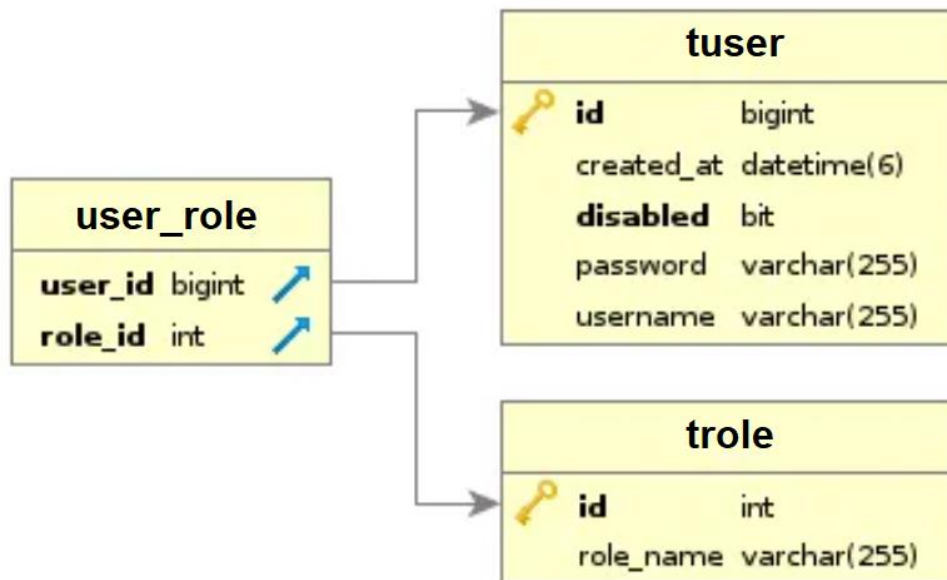 tuser
id bigint
created_at datetime(6)
disabled bit
password varchar(255)
username varchar(255)
user_role
user_id bigint
role_id int
trole
id int
role_name varchar(255)